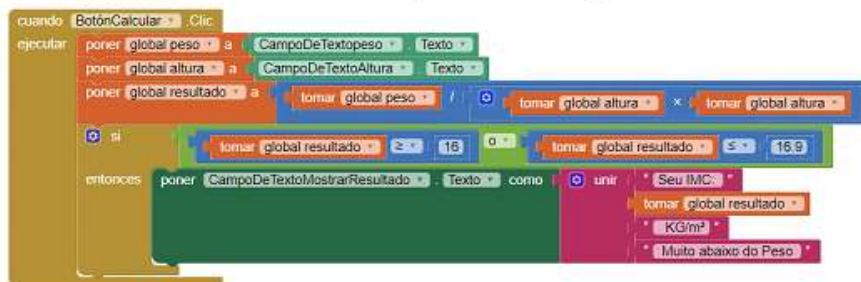 cuando BotónCalcular .Clic
ejecutar poner global peso a CampoDeTextopeso . Texto
poner global altura a CampoDeTextoAltura . Texto
poner global resultado a tomar global peso / tomar global altura × tomar global altura
si tomar global resultado ≥ 16 o tomar global resultado ≤ 16.9
entonces poner CampoDeTextoMostrarResultado . Texto como unir " Seu IMC: "
tomar global resultado
" KG/m² "
" Muito abaixo do Peso "